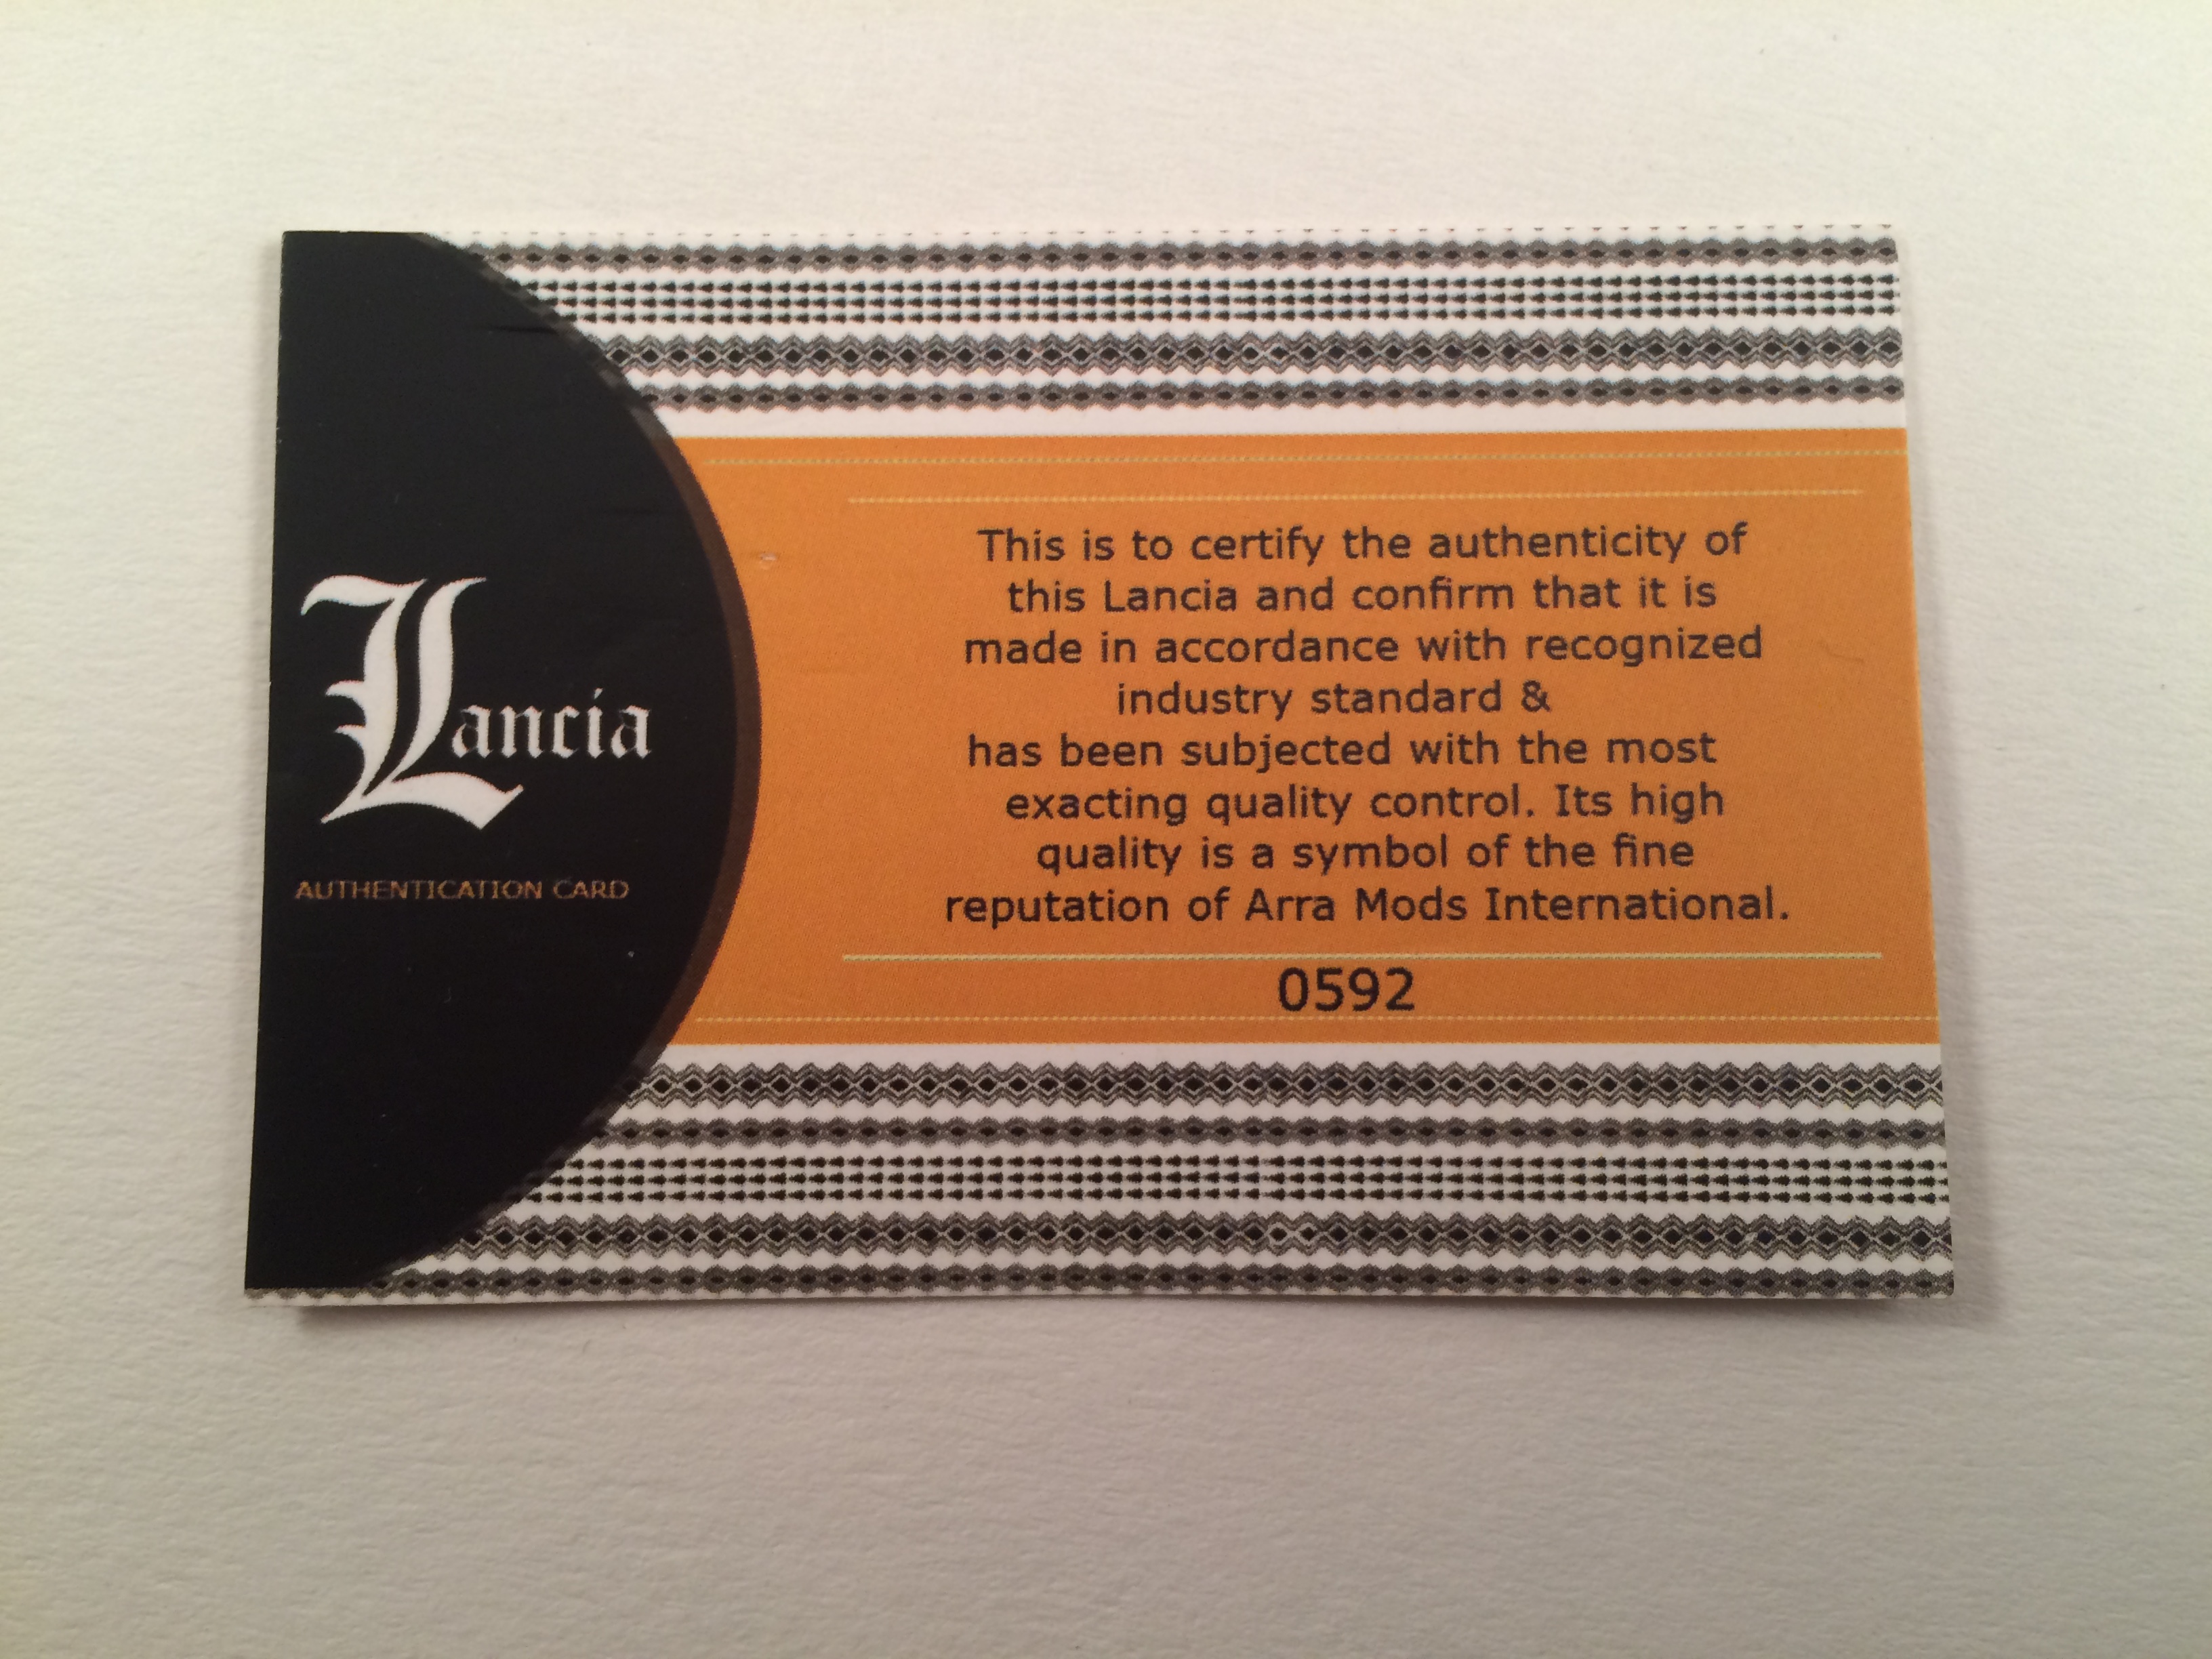 Lancia
AUTHENTICATION CARD
This is to certify the authenticity of
this Lancia and confirm that it is
made in accordance with recognized
industry standard &
has been subjected with the most
exacting quality control. Its high
quality is a symbol of the fine
reputation of Arra Mods International.
0592